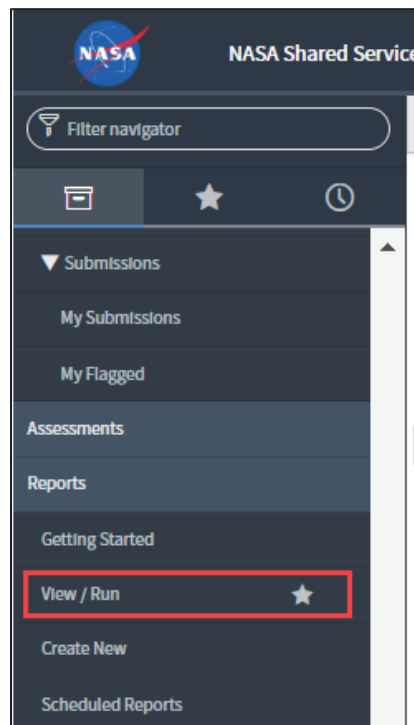 NASA
NASA Shared Service
Filter navigator
Submissions
My Submissions
My Flagged
Assessments
Reports
Getting Started
View / Run
Create New
Scheduled Reports